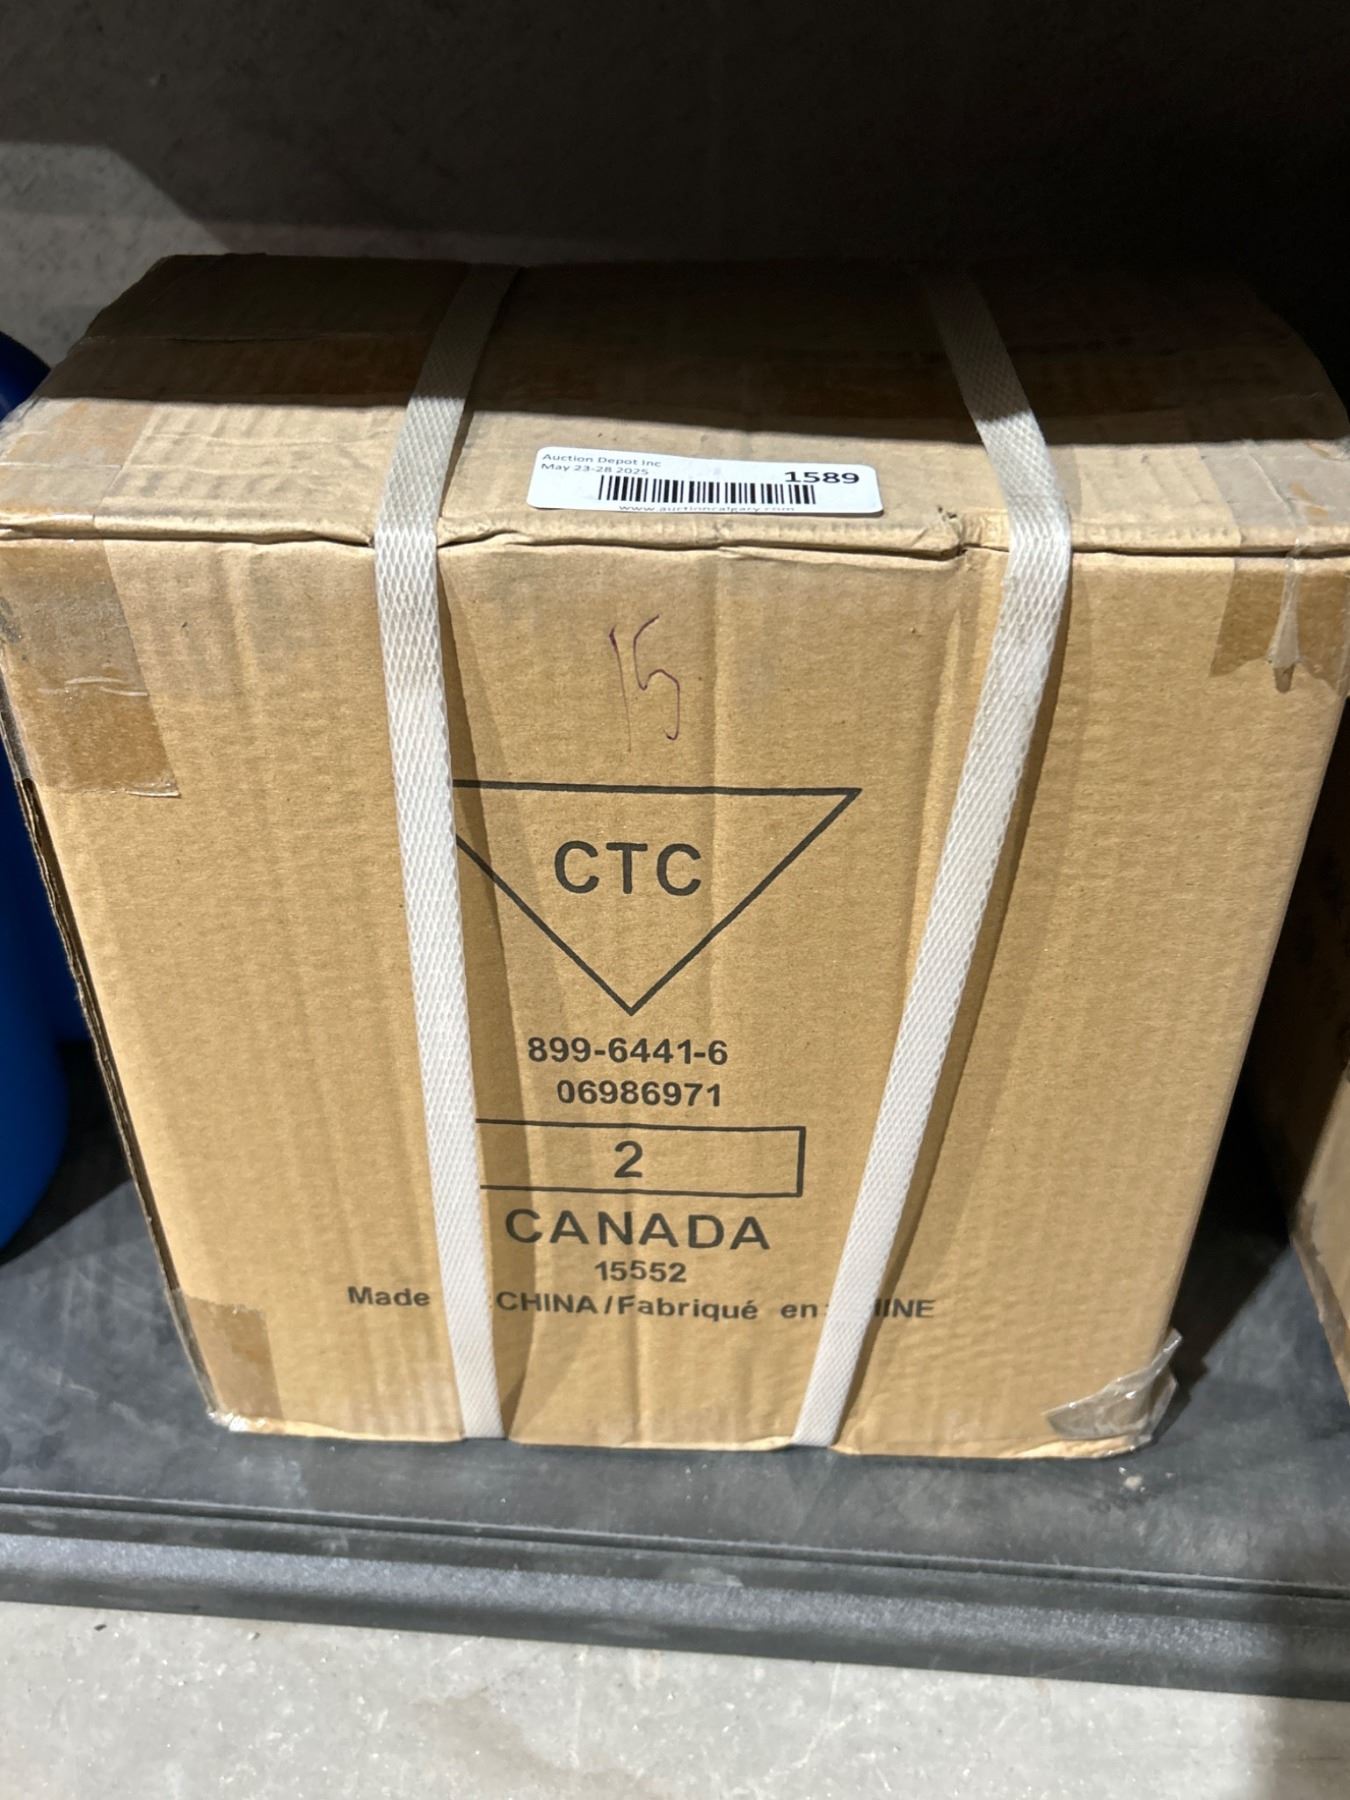 Auction Depot Inc
May 23-28 2025
1589
www.auctioncalgary.com
15
CTC
899-6441-6
06986971
2
CANADA
15552
Made CHINA/Fabriqué en HINE